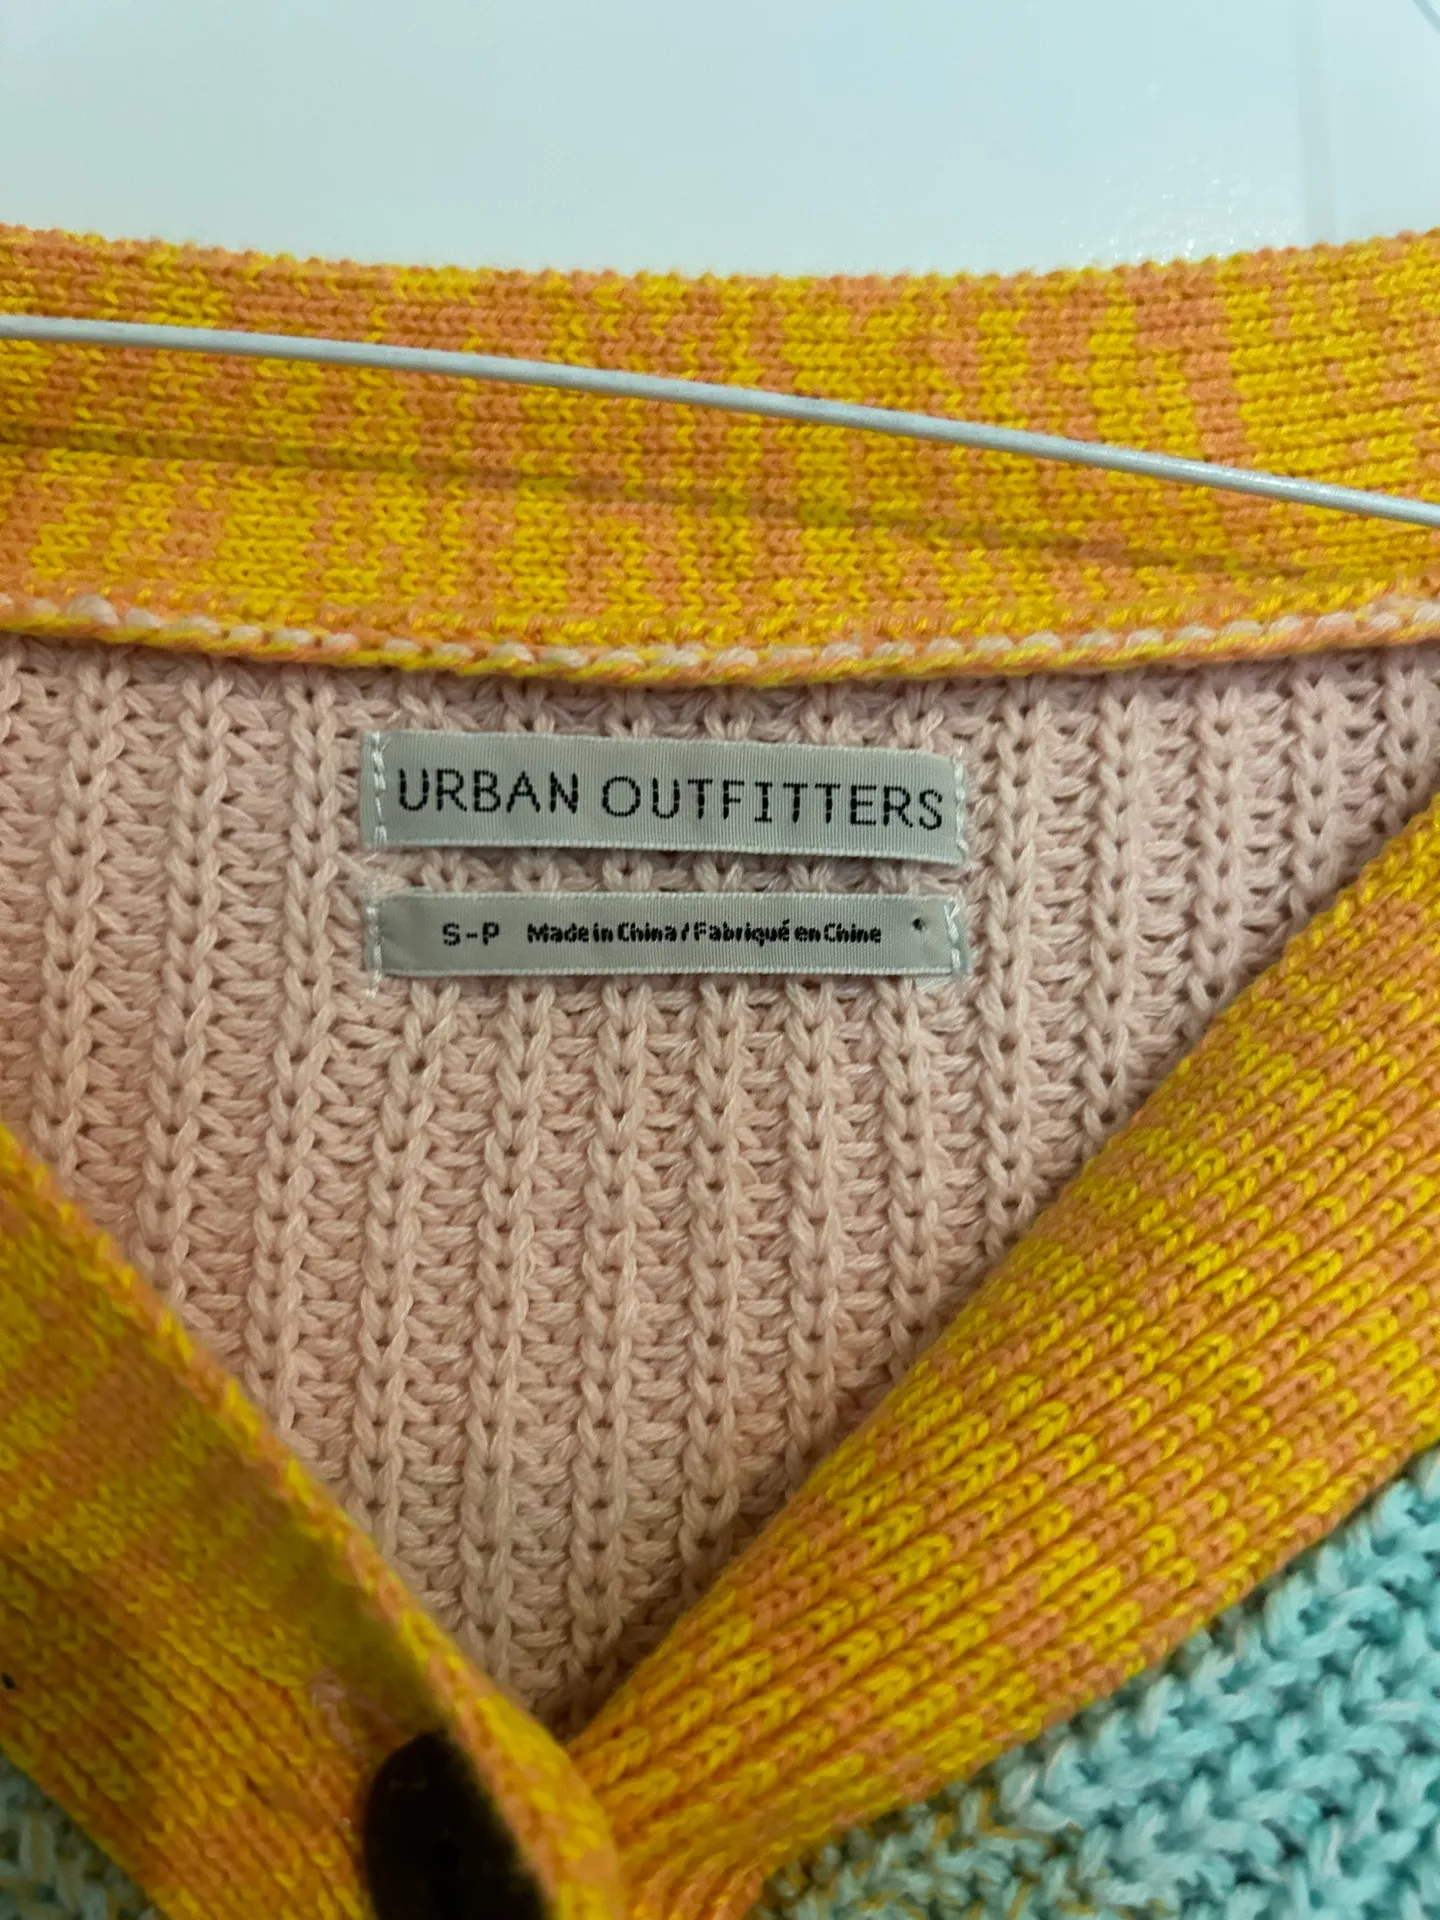 URBAN OUTFITTERS
S-P Made in China / Fabriqué en Chine